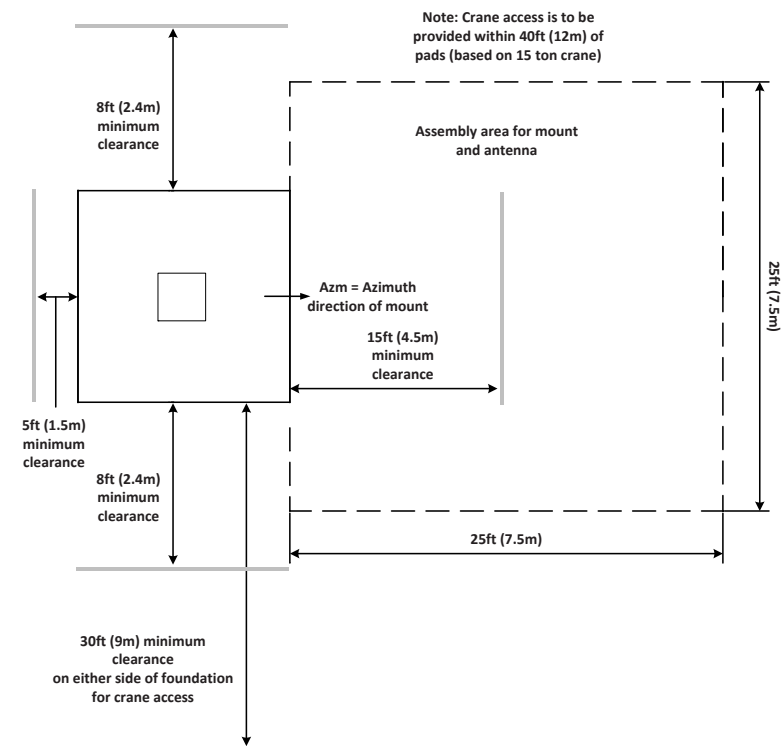 Note: Crane access is to be
provided within 40ft (12m) of
pads (based on 15 ton crane)
8ft (2.4m)
minimum
clearance
Assembly area for mount
and antenna
Azm = Azimuth
direction of mount
25ft (7.5m)
15ft (4.5m)
minimum
clearance
5ft (1.5m)
minimum
clearance
8ft (2.4m)
minimum
clearance
25ft (7.5m)
30ft (9m) minimum
clearance
on either side of foundation
for crane access